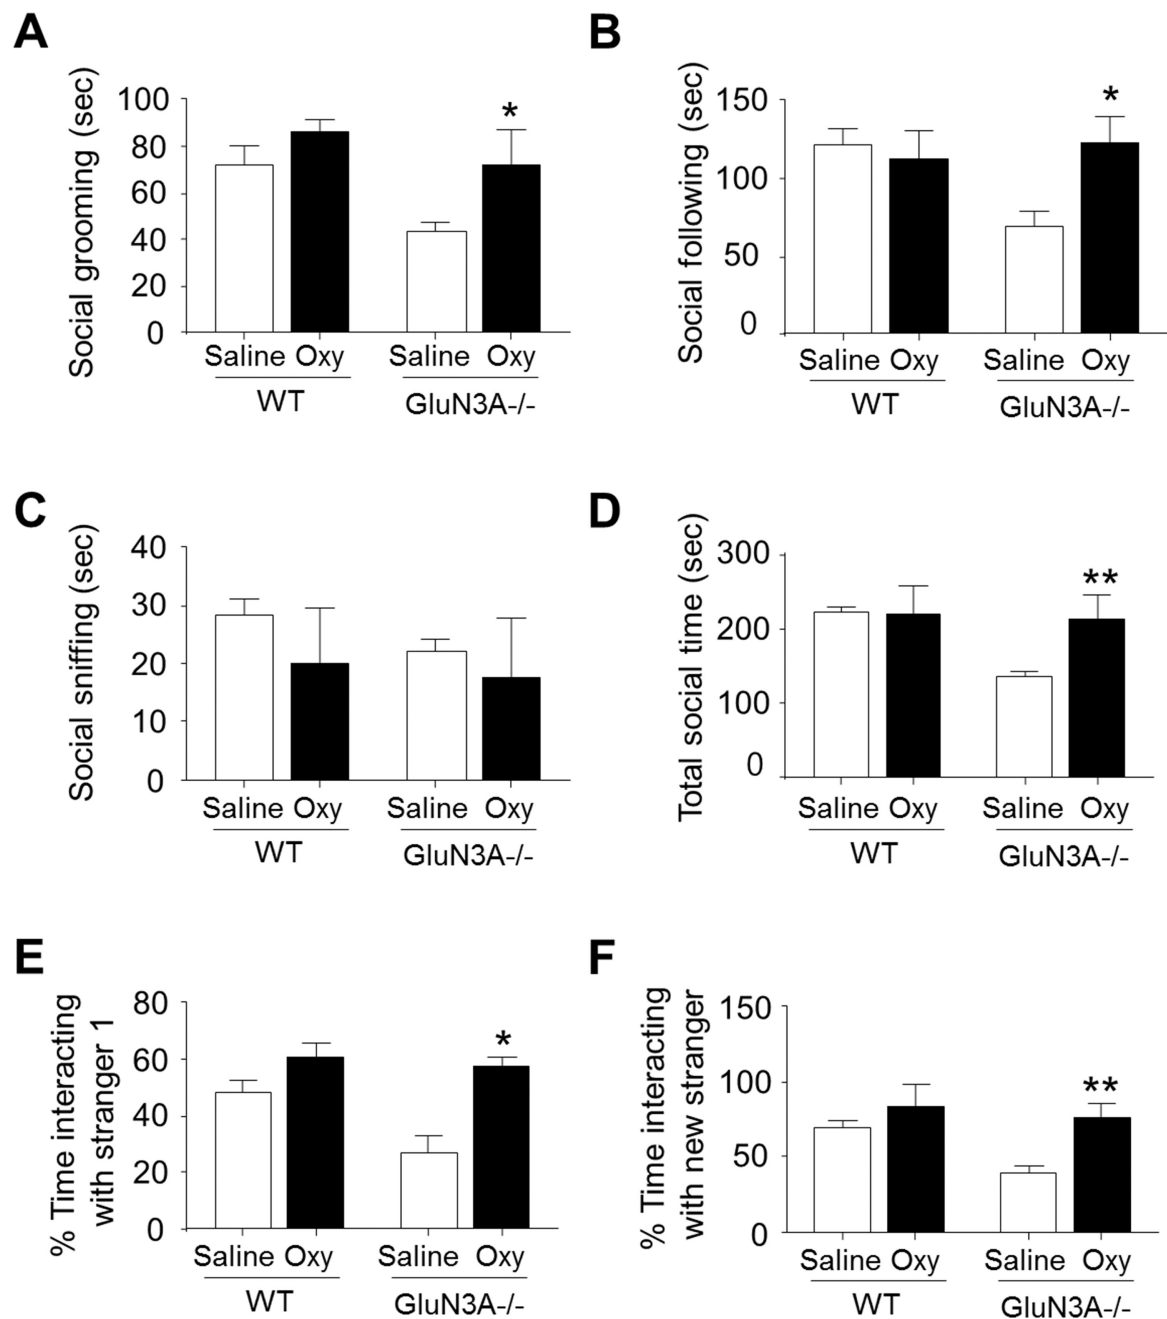 A
Social grooming (sec)
100
80
60
40
20
0
*
Saline Oxy Saline Oxy
WT GluN3A-/-
B
Social following (sec)
150
100
50
0
*
Saline Oxy Saline Oxy
WT GluN3A-/-
C
Social sniffing (sec)
40
30
20
10
0
Saline Oxy Saline Oxy
WT GluN3A-/-
D
Total social time (sec)
300
200
100
0
**
Saline Oxy Saline Oxy
WT GluN3A-/-
E
% Time interacting
with stranger 1
80
60
40
20
0
*
Saline Oxy Saline Oxy
WT GluN3A-/-
F
% Time interacting
with new stranger
150
100
50
0
**
Saline Oxy Saline Oxy
WT GluN3A-/-